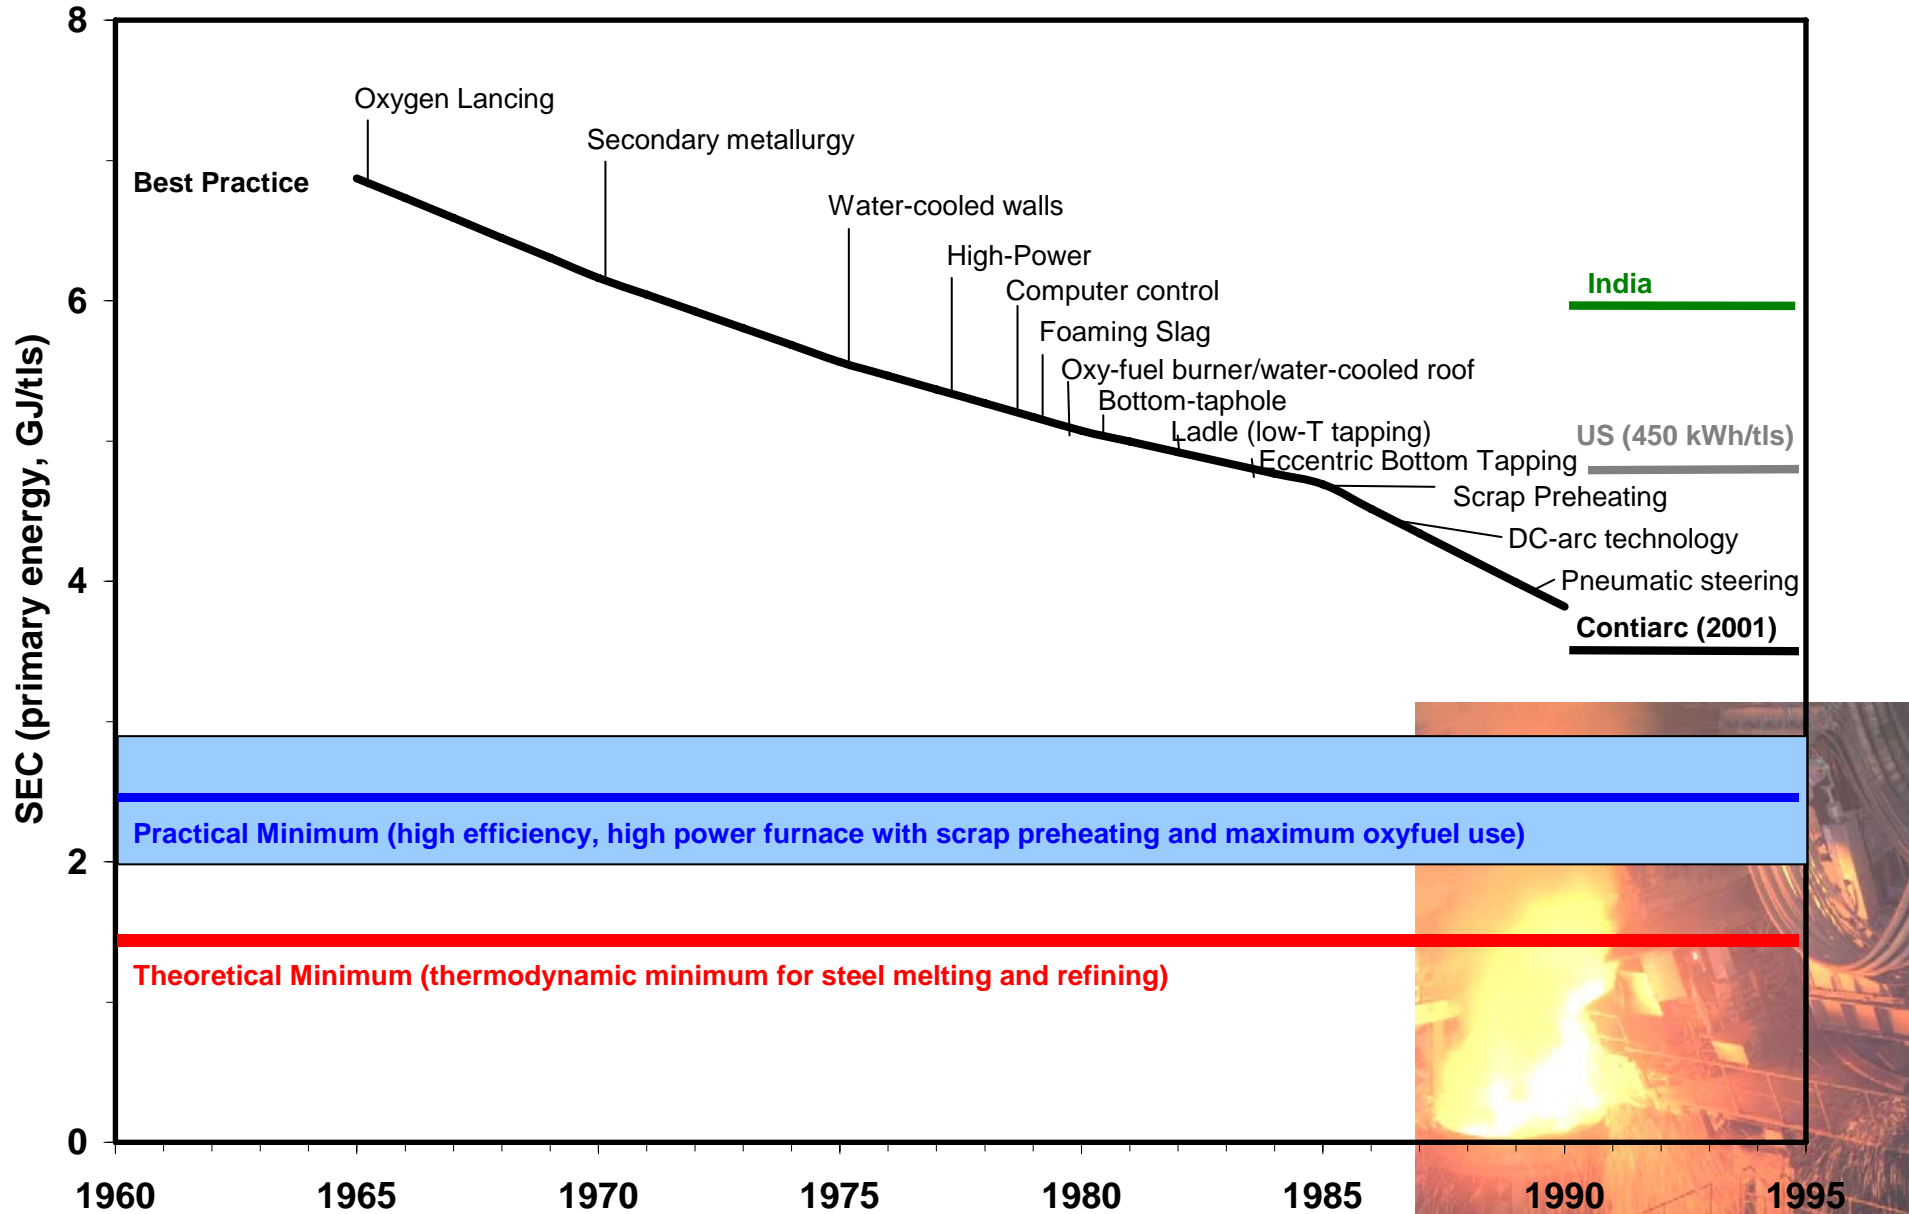 8
Oxygen Lancing
Secondary metallurgy
Best Practice
Water-cooled walls
High-Power
Computer control
India
6
Foaming Slag
Oxy-fuel burner/water-cooled roof
Bottom-taphole
Ladle (low-T tapping)
US (450 kWh/tls)
Eccentric Bottom Tapping
Scrap Preheating
DC-arc technology
4
Pneumatic steering
Contiarc (2001)
SEC (primary energy, GJ/tls)
Practical Minimum (high efficiency, high power furnace with scrap preheating and maximum oxyfuel use)
2
Theoretical Minimum (thermodynamic minimum for steel melting and refining)
0
1960 1965 1970 1975 1980 1985 1990 1995